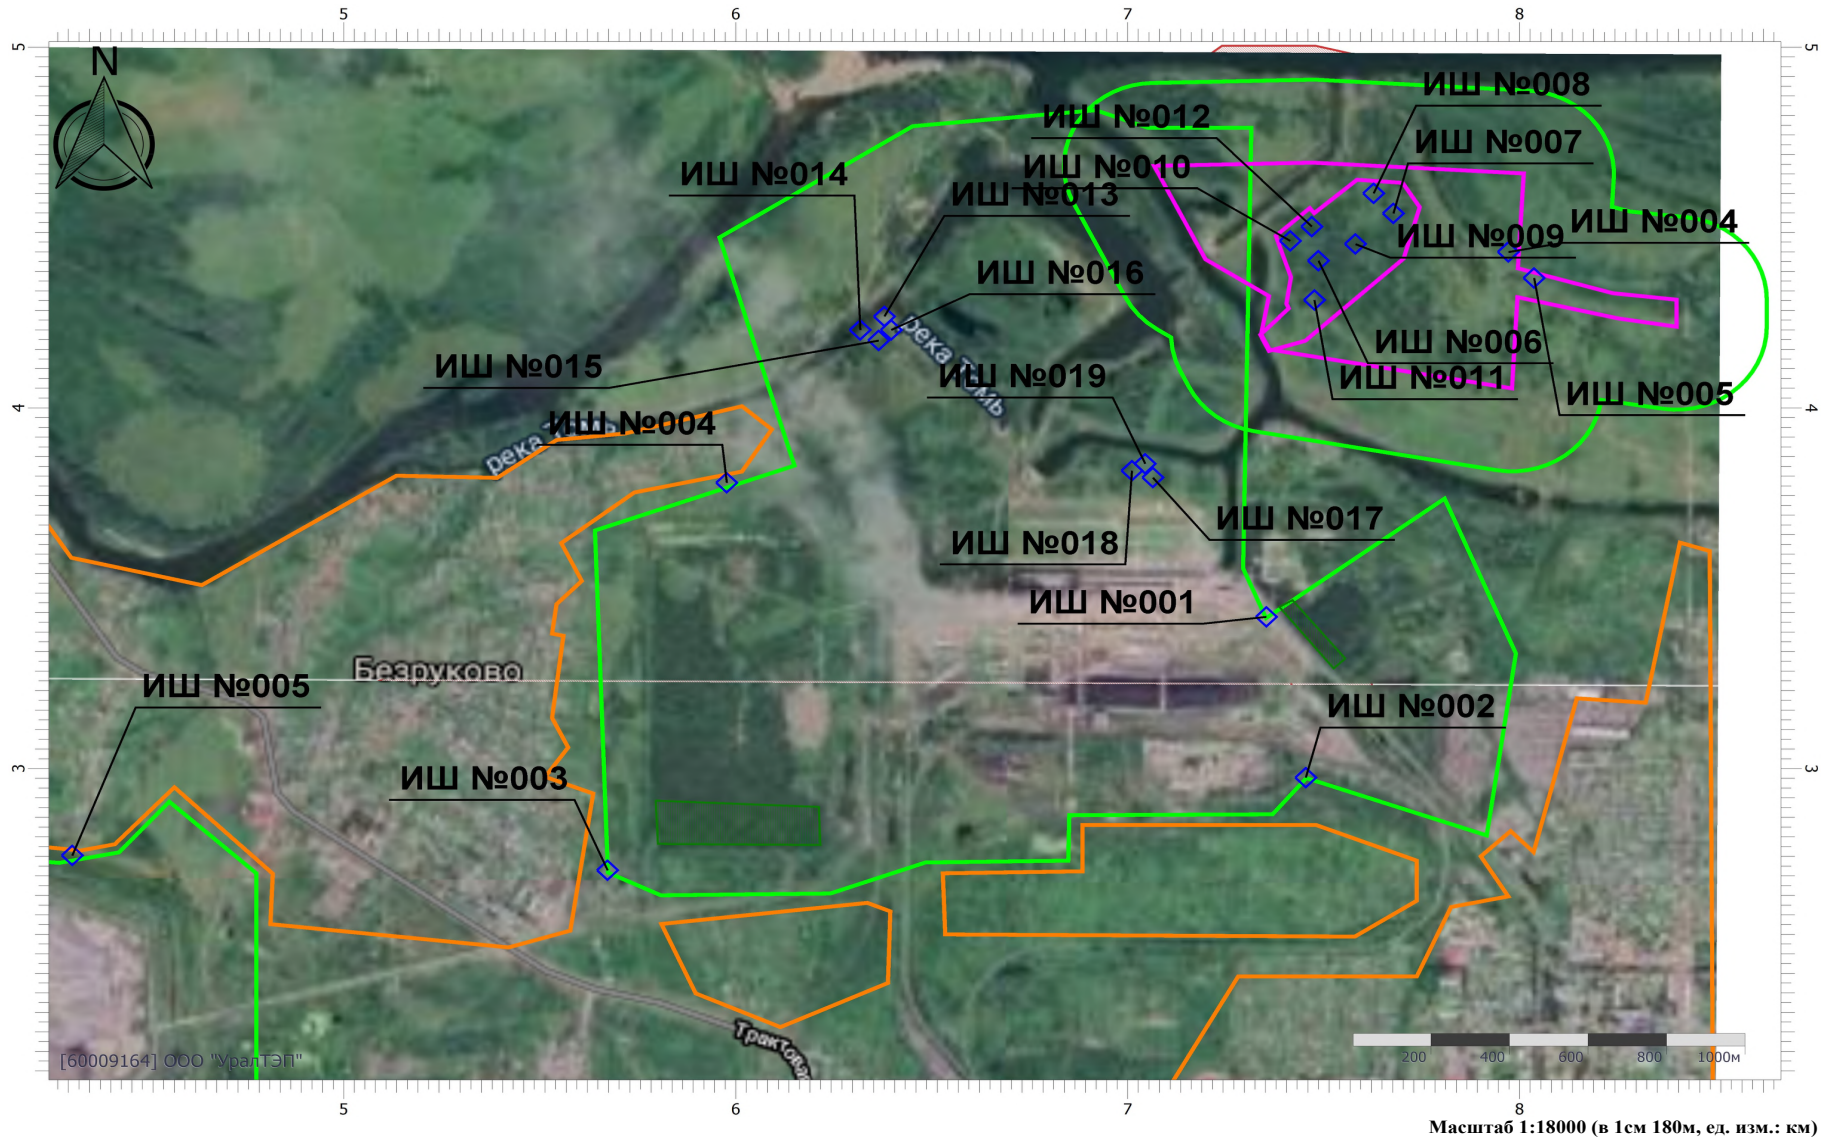 5 6 7 8
5 5
N
ИШ №008
ИШ №012
ИШ №007
ИШ №010
ИШ №014
ИШ №013
ИШ №004
ИШ №009
ИШ №016
река Томь
ИШ №006
ИШ №015
ИШ №019
ИШ №011
ИШ №005
4 4
ИШ №004
река Томь
ИШ №017
ИШ №018
ИШ №001
Безруково
ИШ №005
ИШ №002
3 3
ИШ №003
Трактовая
[60009164] ООО "УралТЭП"
200 400 600 800 1000м
5 6 7 8
Масштаб 1:18000 (в 1см 180м, ед. изм.: км)